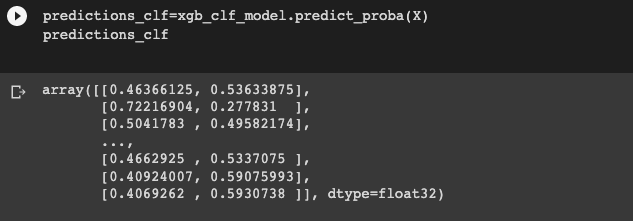 predictions_clf=xgb_clf_model.predict_proba(X)
predictions_clf
array([[0.46366125, 0.53633875],
       [0.72216904, 0.277831  ],
       [0.5041783 , 0.49582174],
       ...,
       [0.4662925 , 0.5337075 ],
       [0.40924007, 0.59075993],
       [0.4069262 , 0.5930738 ]], dtype=float32)